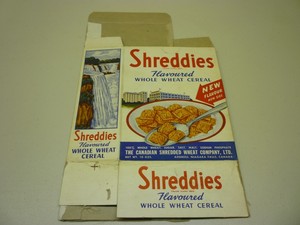 Shreddies
Flavoured
WHOLE WHEAT CEREAL
NEW
FLAVOUR
THE CANADIAN SHREDDED WHEAT COMPANY, LTD.
Shreddies
Flavoured
WHOLE WHEAT
CEREAL
Shreddies
Flavoured
WHOLE WHEAT CEREAL